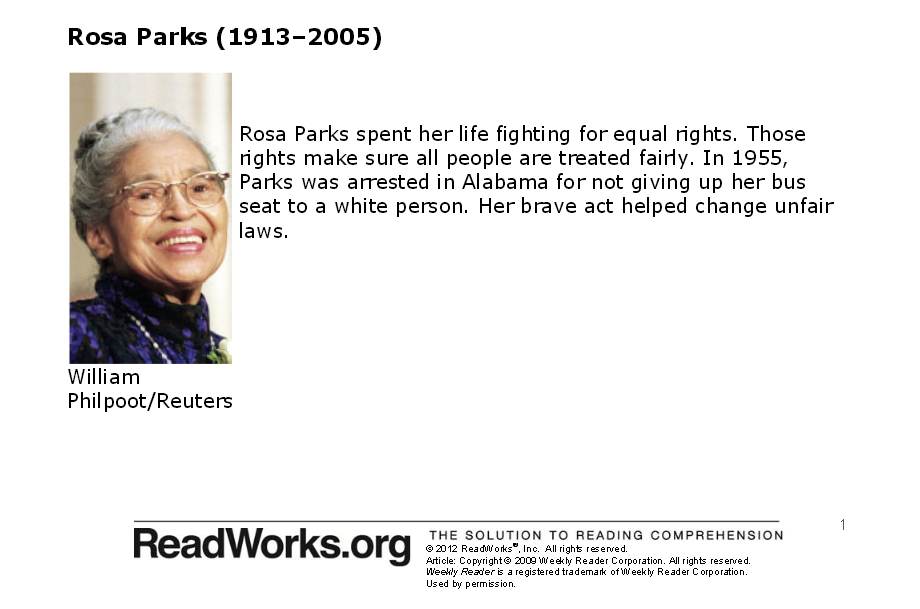 Rosa Parks (1913–2005)
Rosa Parks spent her life fighting for equal rights. Those
rights make sure all people are treated fairly. In 1955,
Parks was arrested in Alabama for not giving up her bus
seat to a white person. Her brave act helped change unfair
laws.
William
Philpoot/Reuters
1
ReadWorks.org
THE SOLUTION TO READING COMPREHENSION
© 2012 ReadWorks®, Inc. All rights reserved.
Article: Copyright © 2009 Weekly Reader Corporation. All rights reserved.
Weekly Reader is a registered trademark of Weekly Reader Corporation.
Used by permission.